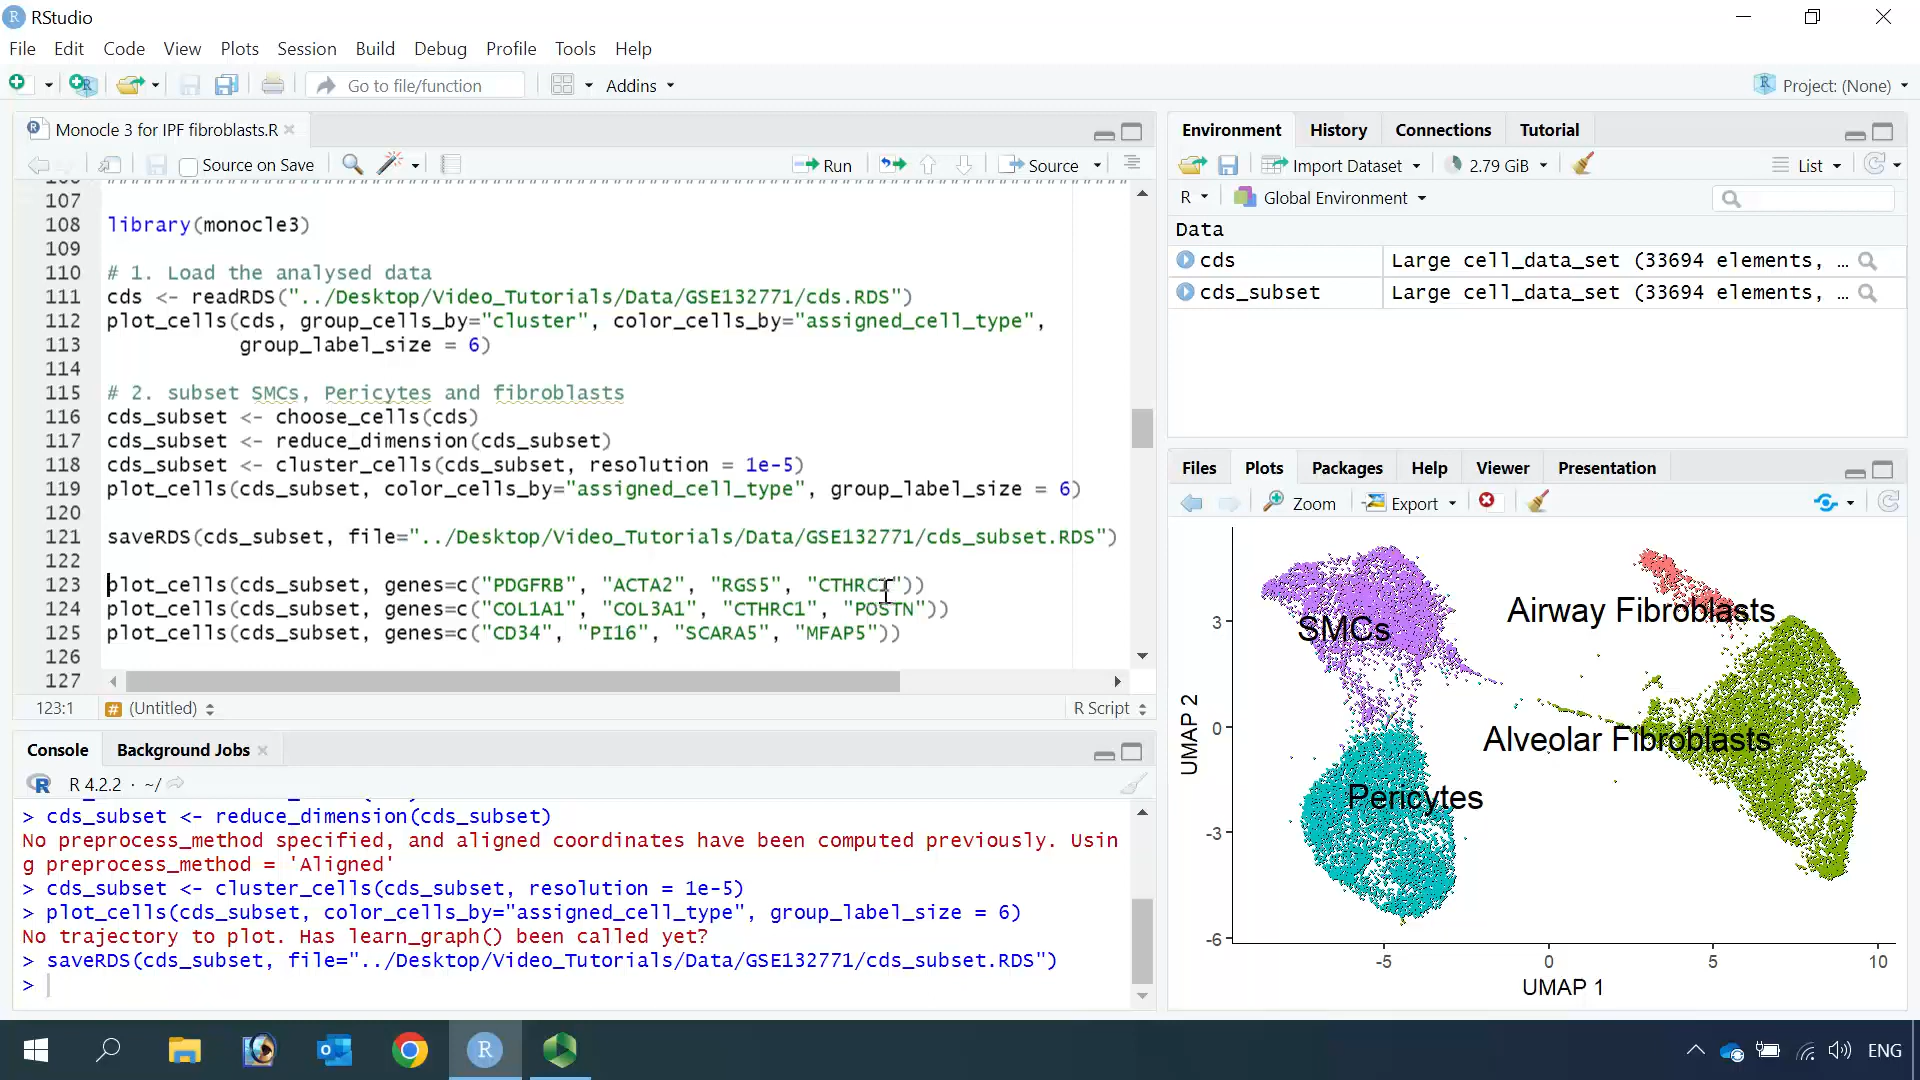 RStudio
File Edit Code View Plots Session Build Debug Profile Tools Help
Go to file/function Addins Project: (None)
Monocle 3 for IPF fibroblasts.R
Source on Save Run Source
107
108 library(monocle3)
109
110 # 1. Load the analysed data
111 cds <- readRDS("../Desktop/Video_Tutorials/Data/GSE132771/cds.RDS")
112 plot_cells(cds, group_cells_by="cluster", color_cells_by="assigned_cell_type",
113 group_label_size = 6)
114
115 # 2. subset SMCs, Pericytes and fibroblasts
116 cds_subset <- choose_cells(cds)
117 cds_subset <- reduce_dimension(cds_subset)
118 cds_subset <- cluster_cells(cds_subset, resolution = 1e-5)
119 plot_cells(cds_subset, color_cells_by="assigned_cell_type", group_label_size = 6)
120
121 saveRDS(cds_subset, file="../Desktop/Video_Tutorials/Data/GSE132771/cds_subset.RDS")
122
123 plot_cells(cds_subset, genes=c("PDGFRB", "ACTA2", "RGS5", "CTHRC1"))
124 plot_cells(cds_subset, genes=c("COL1A1", "COL3A1", "CTHRC1", "POSTN"))
125 plot_cells(cds_subset, genes=c("CD34", "PI16", "SCARA5", "MFAP5"))
126
127
123:1 # (Untitled) R Script
Console Background Jobs
R 4.2.2 · ~/
> cds_subset <- reduce_dimension(cds_subset)
No preprocess_method specified, and aligned coordinates have been computed previously. Usin
g preprocess_method = 'Aligned'
> cds_subset <- cluster_cells(cds_subset, resolution = 1e-5)
> plot_cells(cds_subset, color_cells_by="assigned_cell_type", group_label_size = 6)
No trajectory to plot. Has learn_graph() been called yet?
> saveRDS(cds_subset, file="../Desktop/Video_Tutorials/Data/GSE132771/cds_subset.RDS")
>
Environment History Connections Tutorial
Import Dataset 2.79 GiB List
R Global Environment
Data
cds Large cell_data_set (33694 elements, …
cds_subset Large cell_data_set (33694 elements, …
Files Plots Packages Help Viewer Presentation
Zoom Export
SMCs
Airway Fibroblasts
Alveolar Fibroblasts
Pericytes
3
0
-3
-6
UMAP 2
-5 0 5 10
UMAP 1
ENG